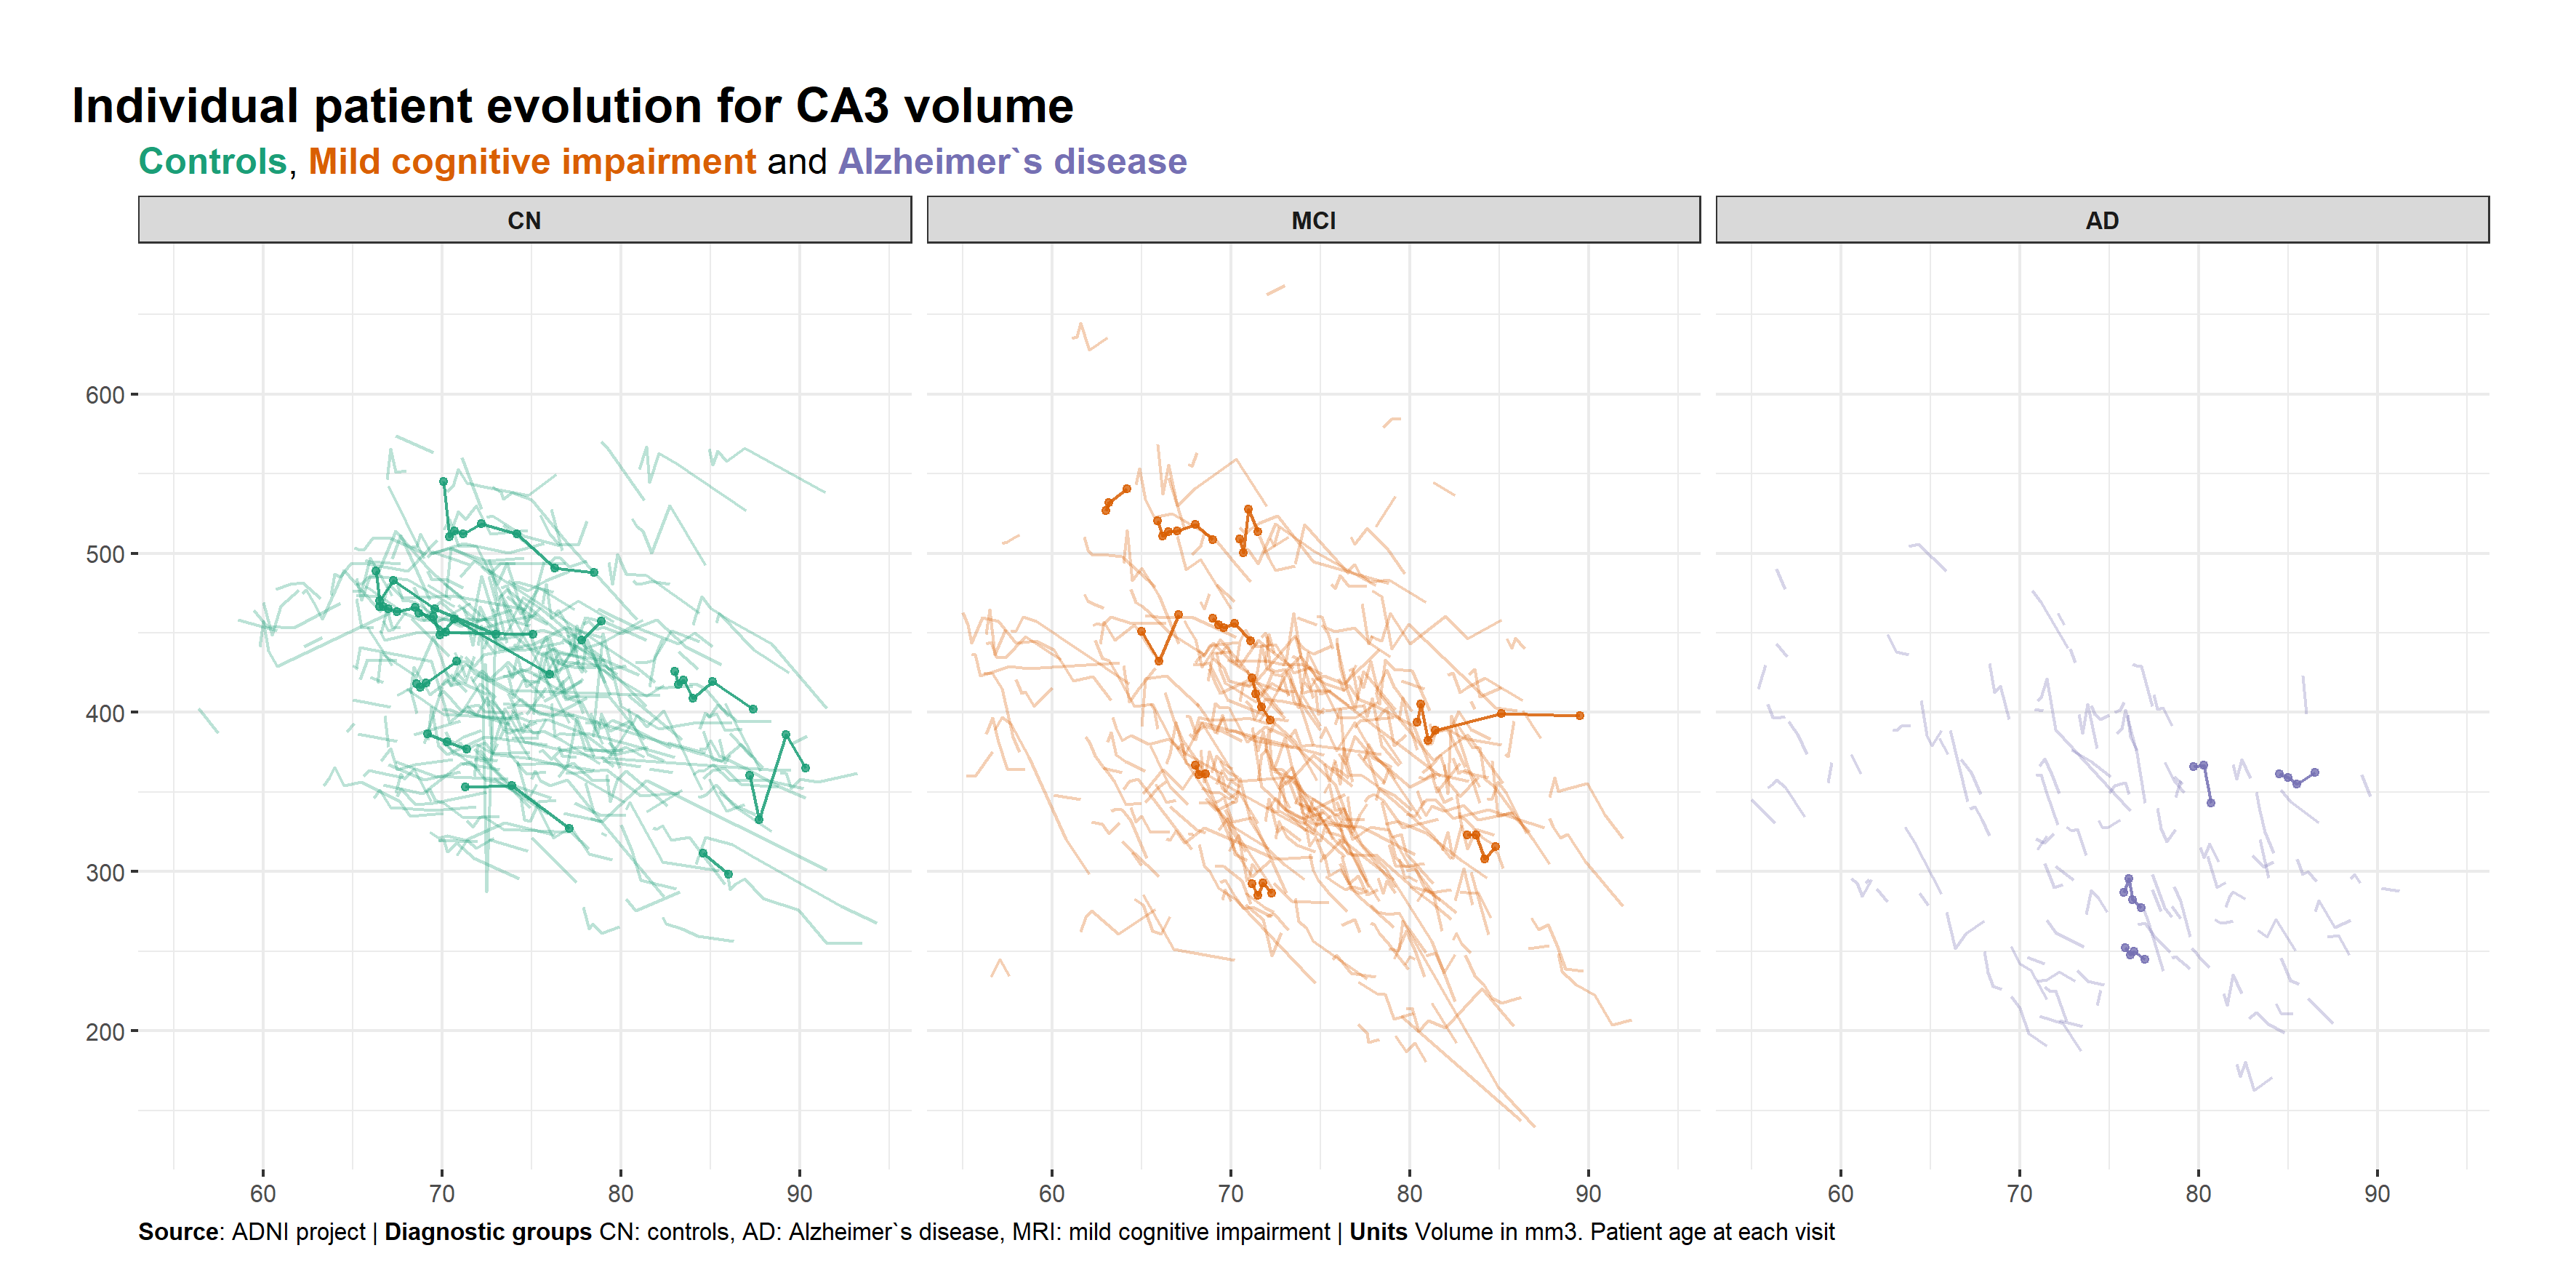 Individual patient evolution for CA3 volume
Controls, Mild cognitive impairment and Alzheimer`s disease
CN MCI AD
600
500
400
300
200
60 70 80 90 60 70 80 90 60 70 80 90
Source: ADNI project | Diagnostic groups CN: controls, AD: Alzheimer`s disease, MRI: mild cognitive impairment | Units Volume in mm3. Patient age at each visit